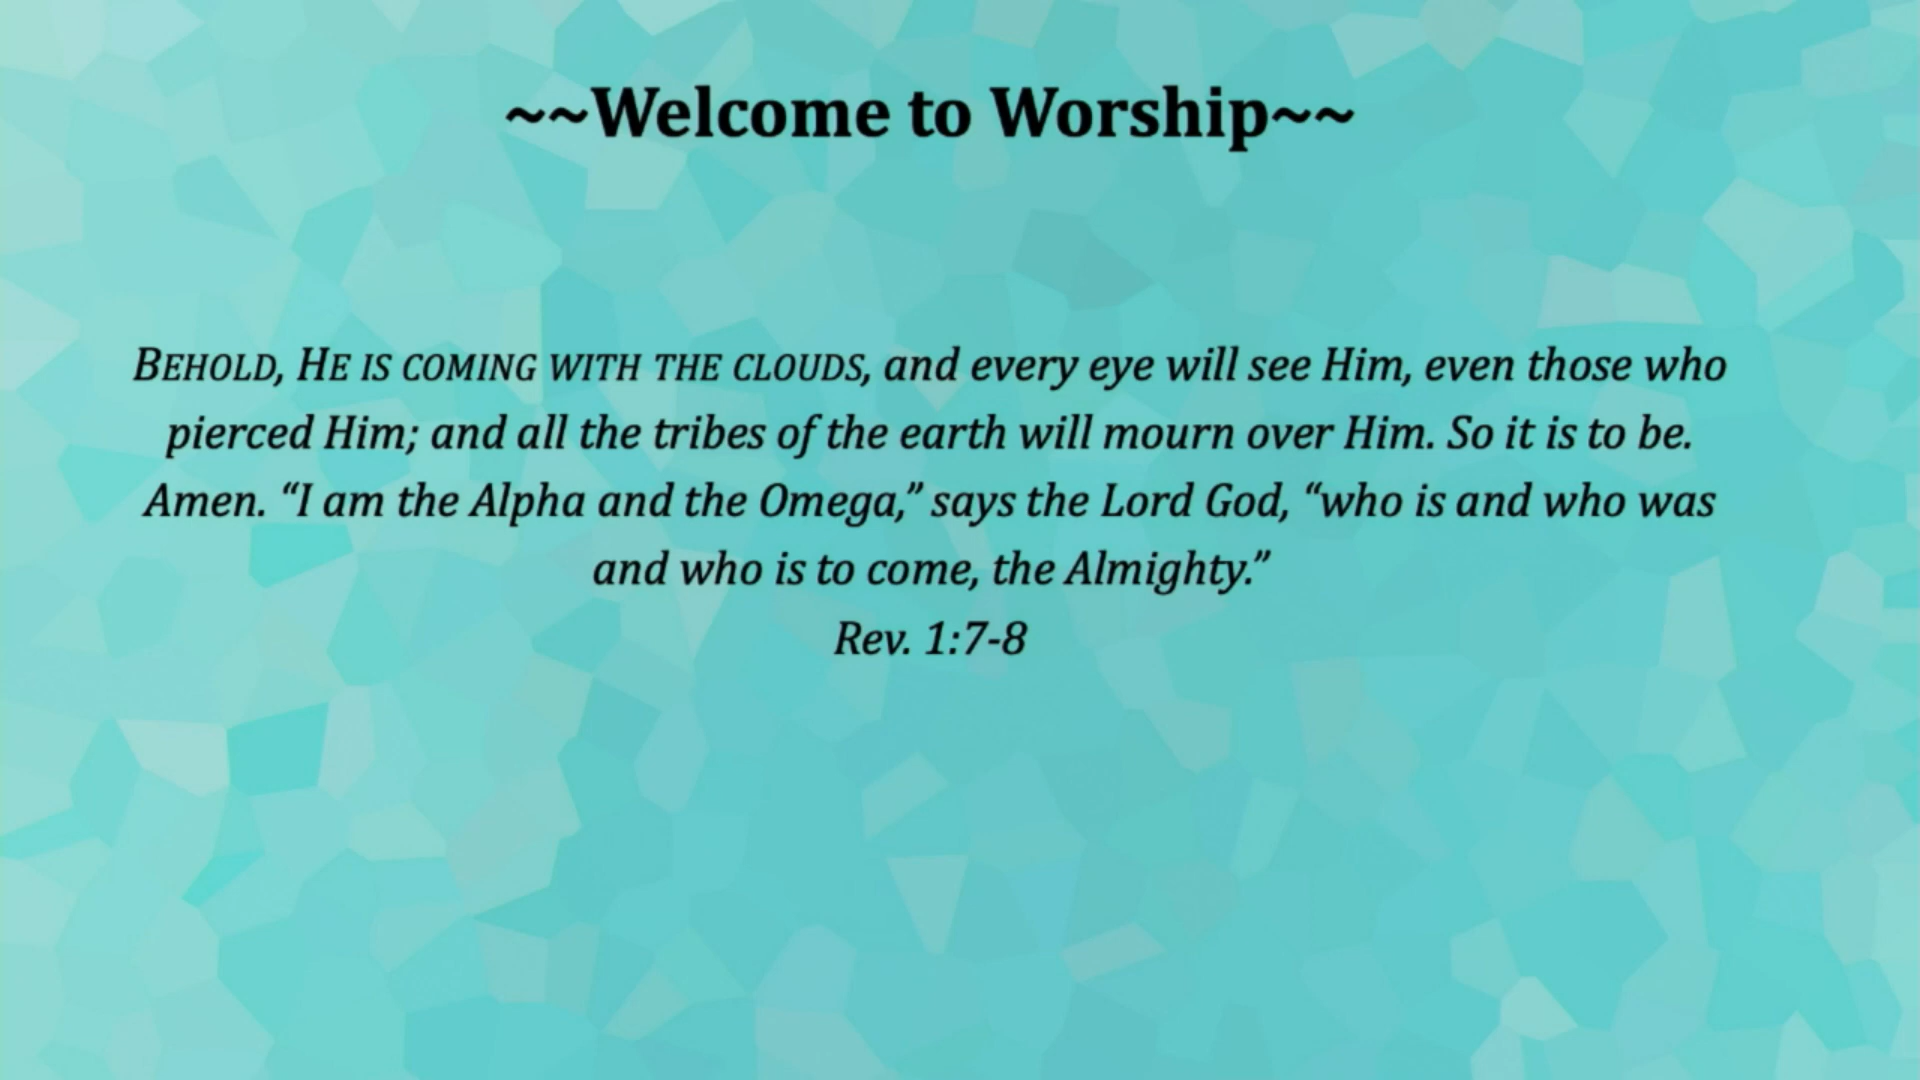 ~~Welcome to Worship~~
BEHOLD, HE IS COMING WITH THE CLOUDS, and every eye will see Him, even those who
pierced Him; and all the tribes of the earth will mourn over Him. So it is to be.
Amen. “I am the Alpha and the Omega,” says the Lord God, “who is and who was
and who is to come, the Almighty.”
Rev. 1:7-8